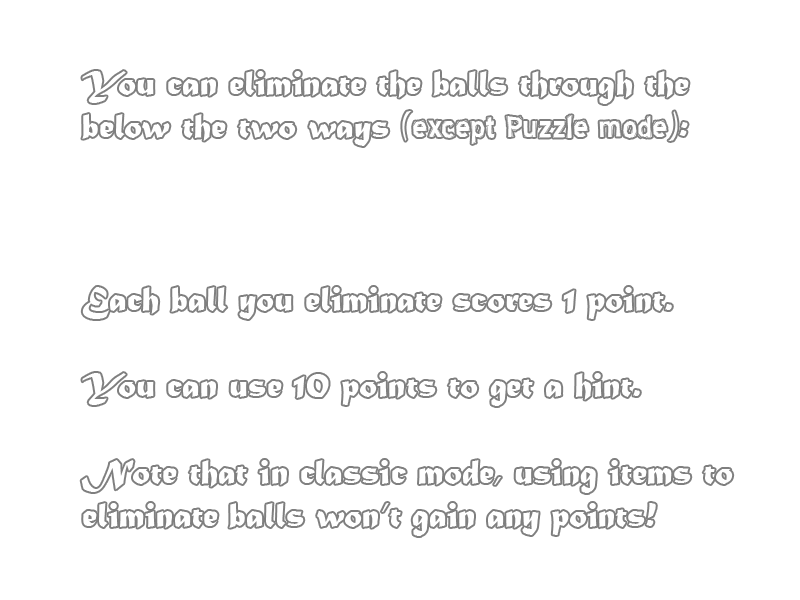 You can eliminate the balls through the
below the two ways (except Puzzle mode):
Each ball you eliminate scores 1 point.
You can use 10 points to get a hint.
Note that in classic mode, using items to
eliminate balls won't gain any points!